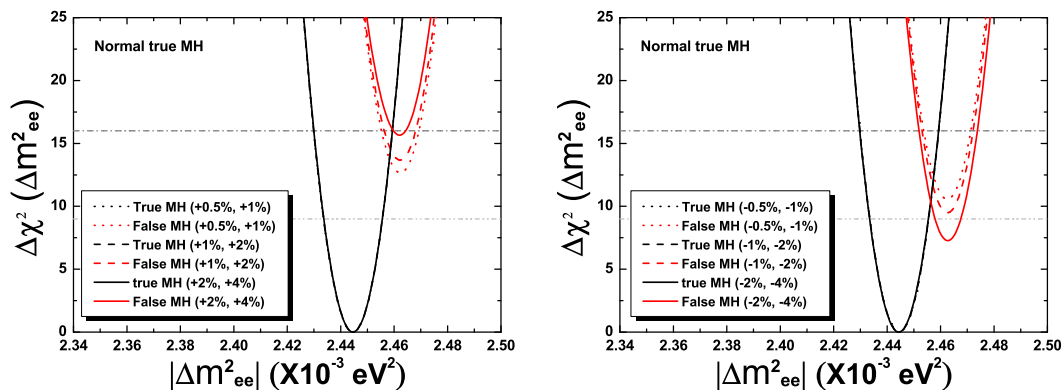 Normal true MH
Δχ² (Δm²ee)
25
20
15
10
5
0
True MH (+0.5%, +1%)
False MH (+0.5%, +1%)
True MH (+1%, +2%)
False MH (+1%, +2%)
true MH (+2%, +4%)
False MH (+2%, +4%)
2.34 2.36 2.38 2.40 2.42 2.44 2.46 2.48 2.50
|Δm²ee| (X10⁻³ eV²)
Normal true MH
Δχ² (Δm²ee)
25
20
15
10
5
0
True MH (-0.5%, -1%)
False MH (-0.5%, -1%)
True MH (-1%, -2%)
False MH (-1%, -2%)
true MH (-2%, -4%)
False MH (-2%, -4%)
2.34 2.36 2.38 2.40 2.42 2.44 2.46 2.48 2.50
|Δm²ee| (X10⁻³ eV²)